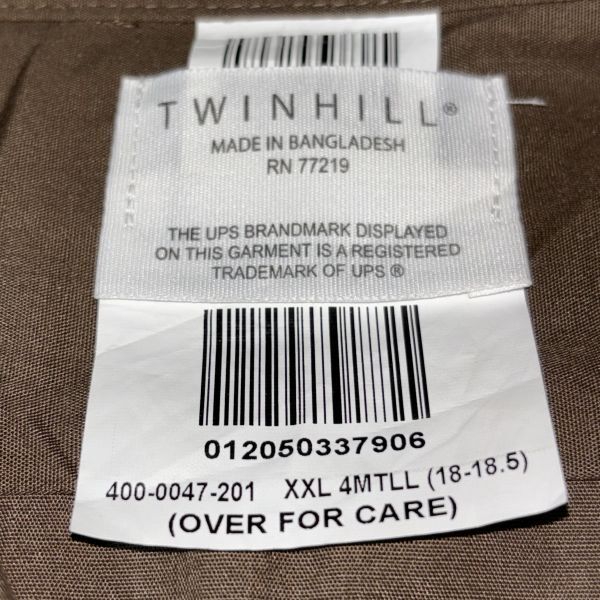 TWINHILL®
MADE IN BANGLADESH
RN 77219
THE UPS BRANDMARK DISPLAYED
ON THIS GARMENT IS A REGISTERED
TRADEMARK OF UPS ®
012050337906
400-0047-201 XXL 4MTLL (18-18.5)
(OVER FOR CARE)